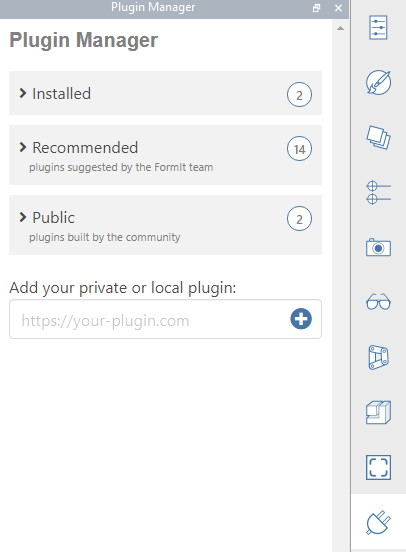 Plugin Manager
Plugin Manager
Installed
2
Recommended
14
plugins suggested by the FormIt team
Public
2
plugins built by the community
Add your private or local plugin:
https://your-plugin.com